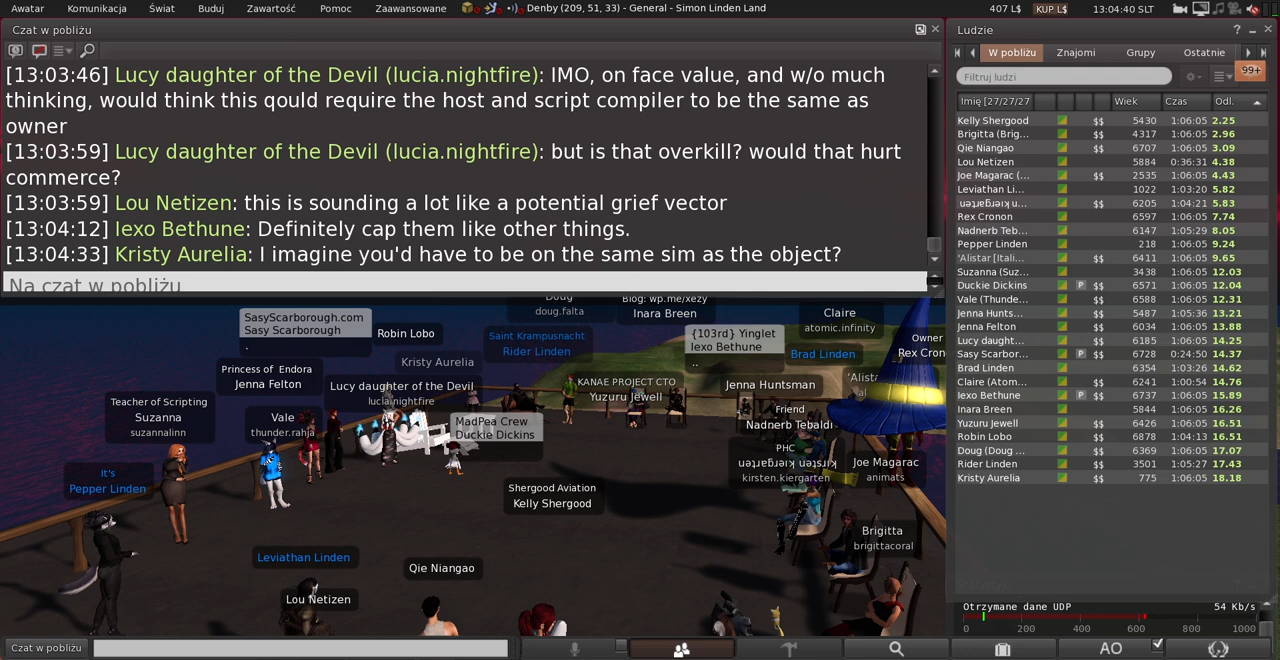 Awatar Komunikacja Świat Buduj Zawartość Pomoc Zaawansowane Denby (209, 51, 33) - General - Simon Linden Land 407 L$ KUP L$ 13:04:40 SLT
Czat w pobliżu
[13:03:46] Lucy daughter of the Devil (lucia.nightfire): IMO, on face value, and w/o much
thinking, would think this qould require the host and script compiler to be the same as
owner
[13:03:59] Lucy daughter of the Devil (lucia.nightfire): but is that overkill? would that hurt
commerce?
[13:03:59] Lou Netizen: this is sounding a lot like a potential grief vector
[13:04:12] Iexo Bethune: Definitely cap them like other things.
[13:04:33] Kristy Aurelia: I imagine you'd have to be on the same sim as the object?
Na czat w pobliżu
Doug
doug.falta
Blog: wp.me/xezy
Inara Breen
Claire
atomic.infinity
SasyScarborough.com
Sasy Scarborough
.
Robin Lobo
Saint Krampusnacht
Rider Linden
{103rd} Yinglet
Iexo Bethune
..
Brad Linden
Owner
Rex Cron
Kristy Aurelia
Princess of Endora
Jenna Felton
Lucy daughter of the Devil
lucia.nightfire
KANAE PROJECT CTO
Yuzuru Jewell
Jenna Huntsman
'Alista
al
Teacher of Scripting
Suzanna
suzannalinn
Vale
thunder.rahja
MadPea Crew
Duckie Dickins
Friend
Nadnerb Tebaldi
PHC
kirsten.kiergarten
Joe Magarac
animats
It's
Pepper Linden
Shergood Aviation
Kelly Shergood
Brigitta
brigittacoral
Leviathan Linden
Qie Niangao
Lou Netizen
Czat w pobliżu
Ludzie
W pobliżu Znajomi Grupy Ostatnie
Filtruj ludzi
99+
Imię [27/27/27 Wiek Czas Odl.
Kelly Shergood $$ 5430 1:06:05 2.25
Brigitta (Brig... $$ 4317 1:06:05 2.96
Qie Niangao $$ 6707 1:06:05 3.09
Lou Netizen 5884 0:36:31 4.38
Joe Magarac (... $$ 2535 1:06:05 4.43
Leviathan Li... 1022 1:03:20 5.82
$$ 6205 1:04:21 5.83
Rex Cronon 6597 1:06:05 7.74
Nadnerb Teb... 6147 1:05:29 8.05
Pepper Linden 218 1:06:05 9.24
'Alistar [Itali... $$ 6411 1:06:05 9.65
Suzanna (Suz... 3438 1:06:05 12.03
Duckie Dickins P $$ 6571 1:06:05 12.04
Vale (Thunde... $$ 6588 1:06:05 12.31
Jenna Hunts... $$ 5487 1:05:36 13.21
Jenna Felton $$ 6034 1:06:05 13.88
Lucy daught... $$ 6185 1:06:05 14.25
Sasy Scarbor... P $$ 6728 0:24:50 14.37
Brad Linden 6354 1:03:26 14.62
Claire (Atom... $$ 6241 1:00:54 14.76
Iexo Bethune P $$ 6737 1:06:05 15.89
Inara Breen 5844 1:06:05 16.26
Yuzuru Jewell $$ 6426 1:06:05 16.51
Robin Lobo $$ 6878 1:04:13 16.51
Doug (Doug ... $$ 6369 1:06:05 17.07
Rider Linden $$ 3501 1:05:27 17.43
Kristy Aurelia $$ 775 1:06:05 18.18
Otrzymane dane UDP 54 Kb/s
0 200 400 600 800 1000
AO